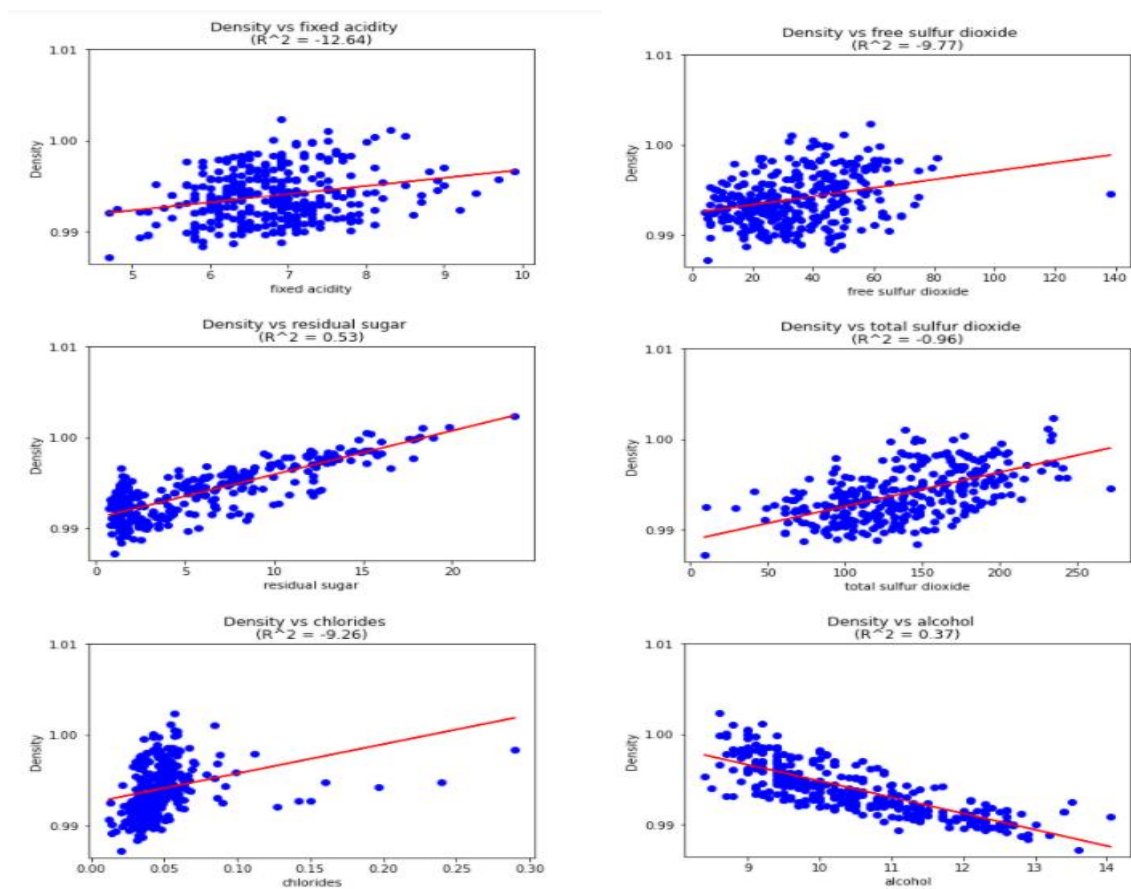 Density vs fixed acidity
(R^2 = -12.64)
1.01
1.00
0.99
Density
5 6 7 8 9 10
fixed acidity
Density vs free sulfur dioxide
(R^2 = -9.77)
1.01
1.00
0.99
Density
0 20 40 60 80 100 120 140
free sulfur dioxide
Density vs residual sugar
(R^2 = 0.53)
1.01
1.00
0.99
Density
0 5 10 15 20
residual sugar
Density vs total sulfur dioxide
(R^2 = -0.96)
1.01
1.00
0.99
Density
0 50 100 150 200 250
total sulfur dioxide
Density vs chlorides
(R^2 = -9.26)
1.01
1.00
0.99
Density
0.00 0.05 0.10 0.15 0.20 0.25 0.30
chlorides
Density vs alcohol
(R^2 = 0.37)
1.01
1.00
0.99
Density
9 10 11 12 13 14
alcohol